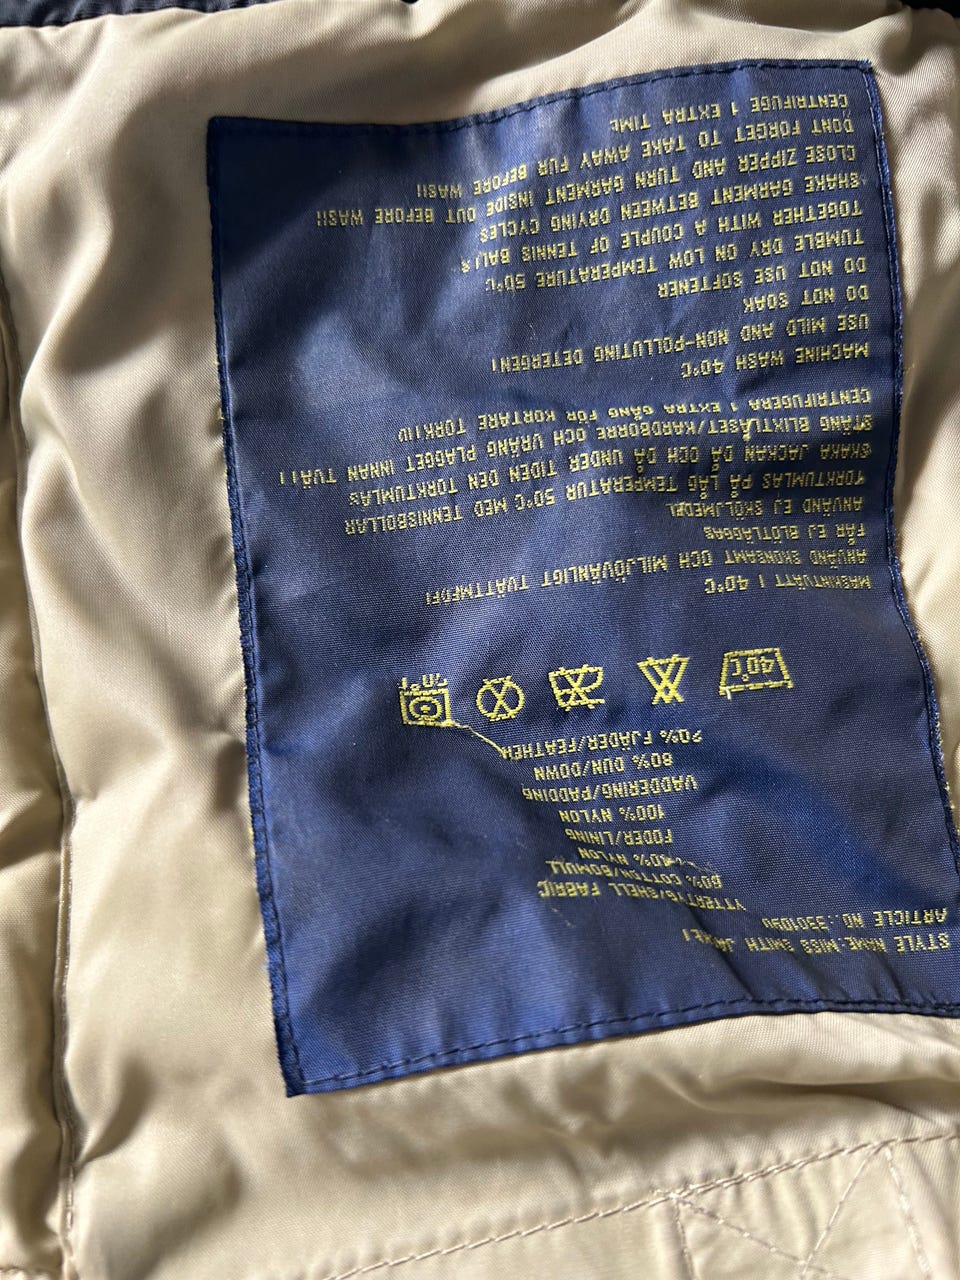 STYLE NAME:MISS SMITH JACKET
ARTICLE NO.:3301090
YTTERTYG/SHELL FABRIC
60% COTTON/BOMULL
40% NYLON
FODER/LINING
100% NYLON
VADDERING/PADDING
80% DUN/DOWN
20% FJÄDER/FEATHER
40°C
MASKINTVÄTT I 40°C
ANVÄND SKONSAMT OCH MILJÖVÄNLIGT TVÄTTMEDEL
FÅR EJ BLÖTLÄGGAS
ANVÄND EJ SKÖLJMEDEL
TORKTUMLAS PÅ LÅG TEMPERATUR 50°C MED TENNISBOLLAR
SKAKA JACKAN DÅ OCH DÅ UNDER TIDEN DEN TORKTUMLAS
STÄNG BLIXTLÅSET/KARDBORRE OCH VRÄNG PLAGGET INNAN TVÄTT
CENTRIFUGERA 1 EXTRA GÅNG FÖR KORTARE TORKTID
MACHINE WASH 40°C
USE MILD AND NON-POLLUTING DETERGENT
DO NOT SOAK
DO NOT USE SOFTENER
TUMBLE DRY ON LOW TEMPERATURE 50°C
TOGETHER WITH A COUPLE OF TENNIS BALLS
SHAKE GARMENT BETWEEN DRYING CYCLES
CLOSE ZIPPER AND TURN GARMENT INSIDE OUT BEFORE WASH
DONT FORGET TO TAKE AWAY FUR BEFORE WASH
CENTRIFUGE 1 EXTRA TIME